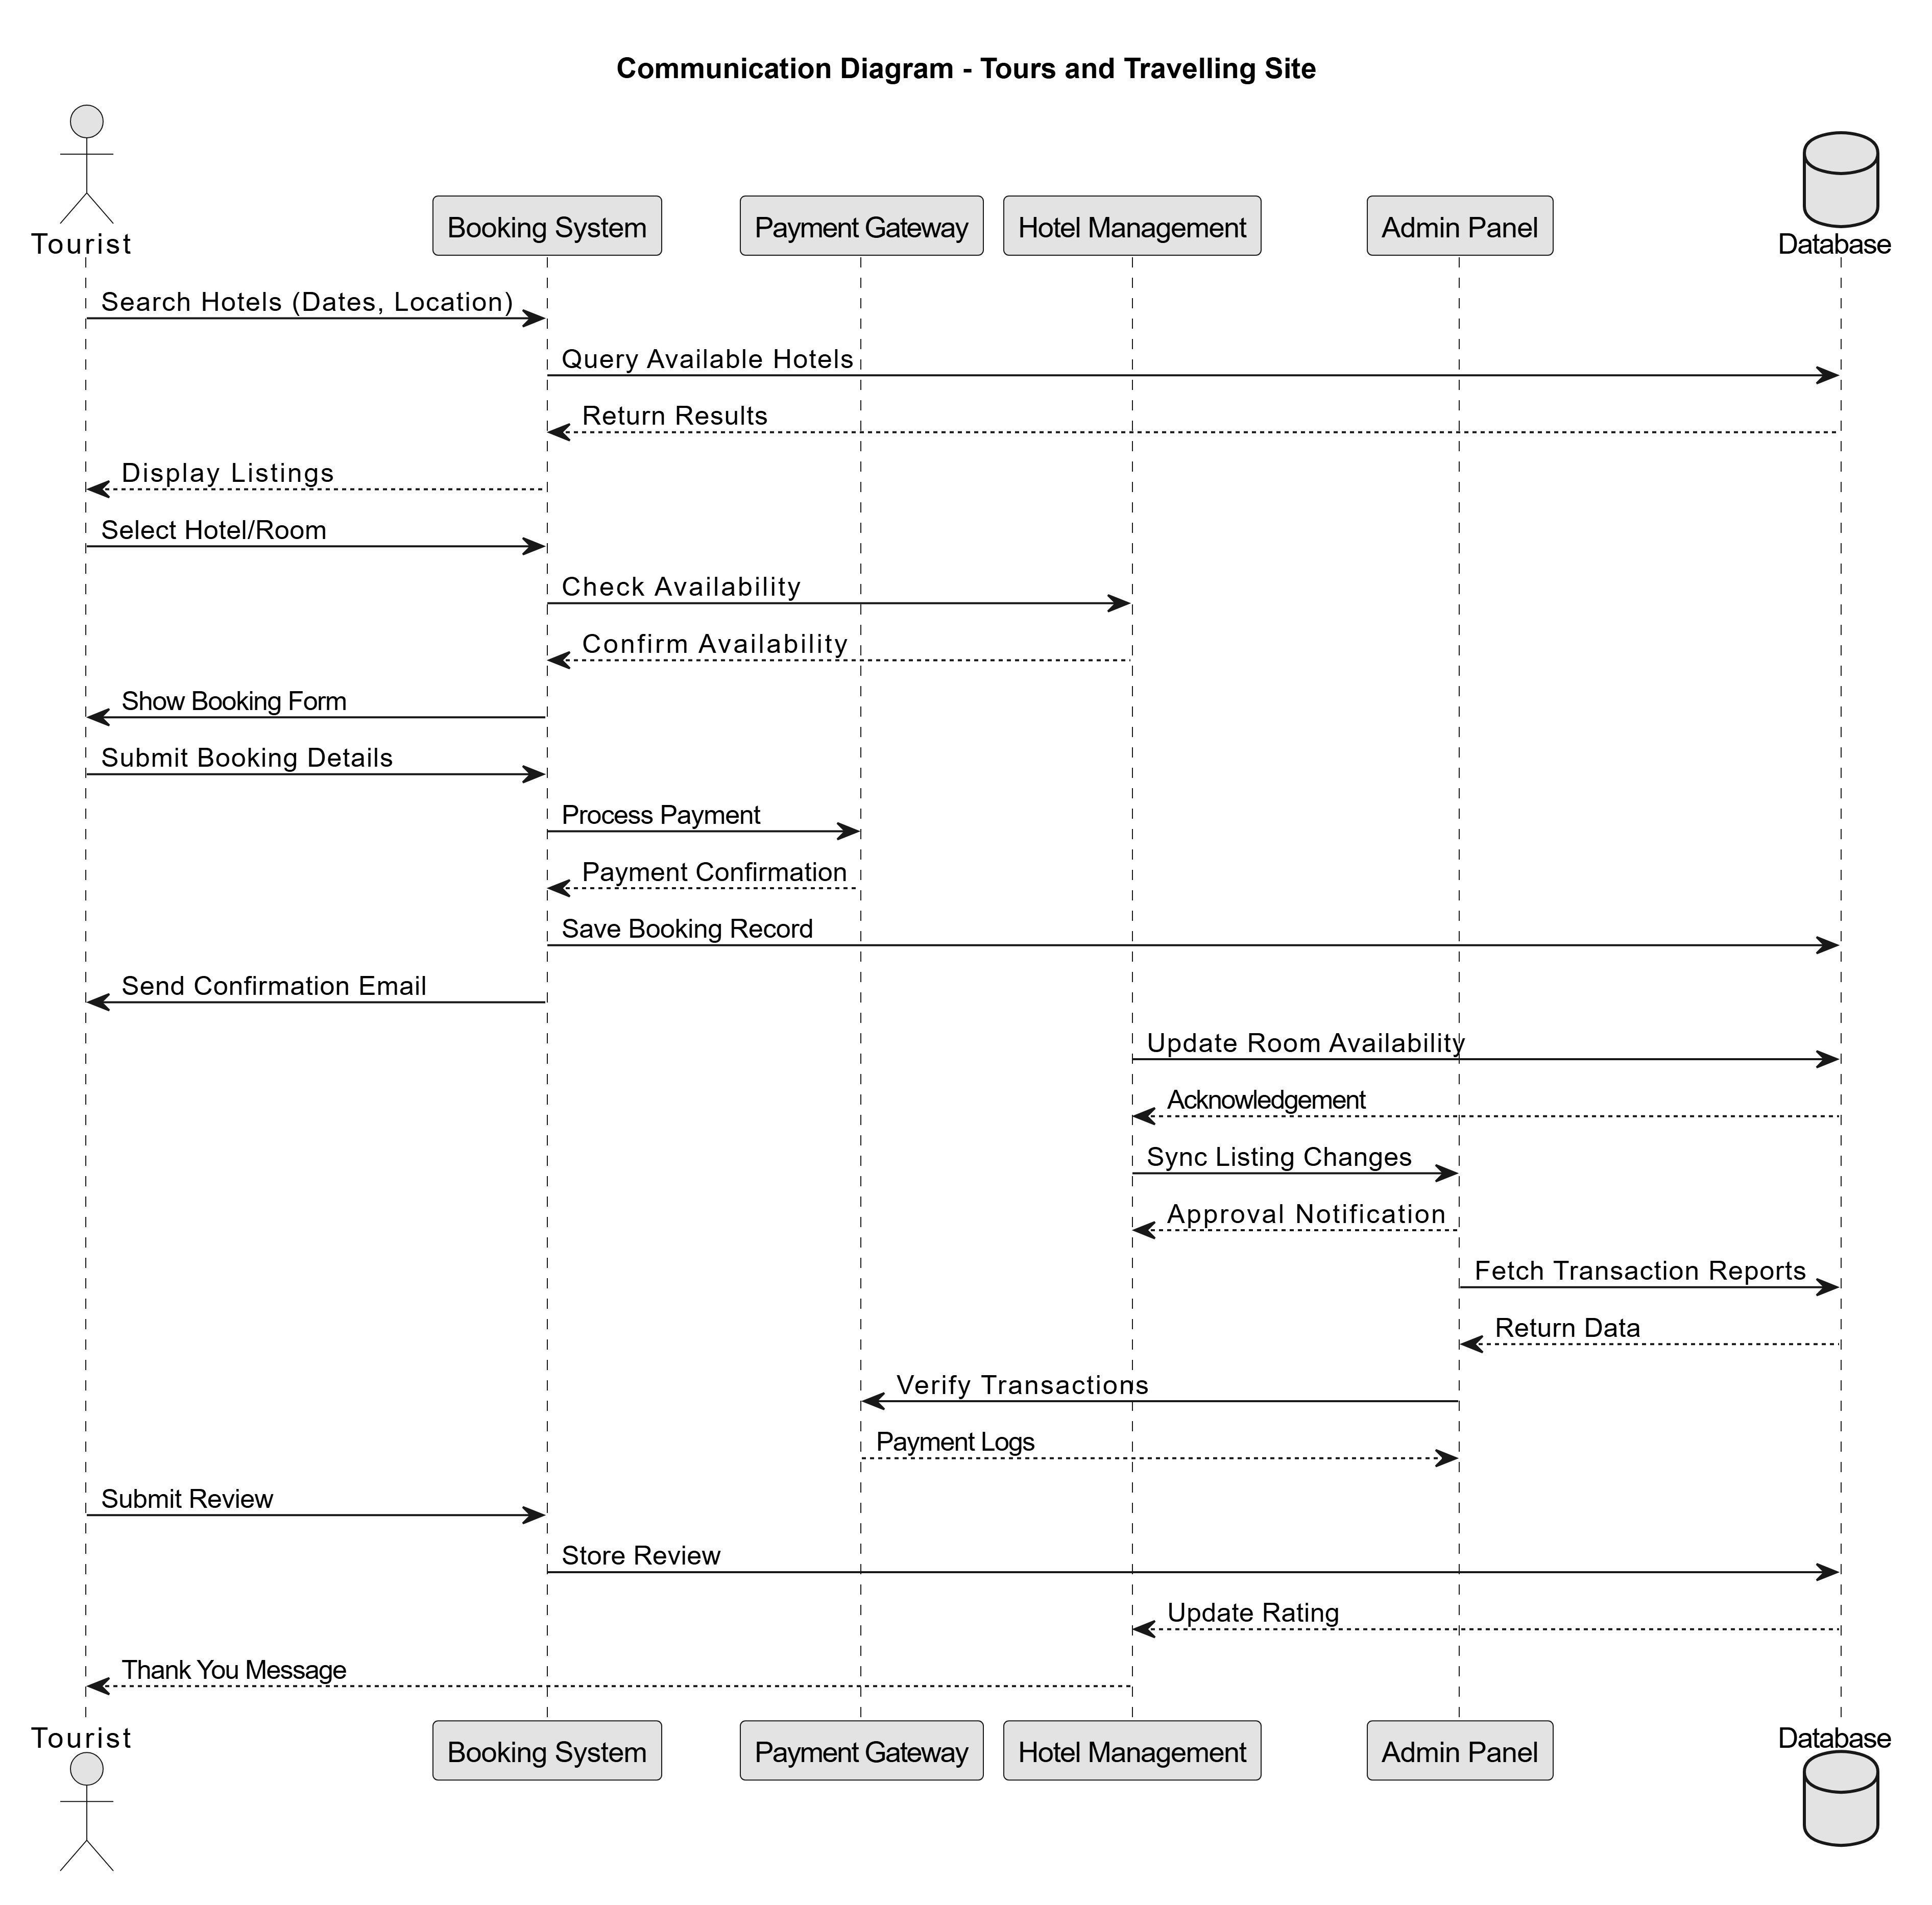 Communication Diagram - Tours and Travelling Site
Tourist
Booking System
Payment Gateway
Hotel Management
Admin Panel
Database
Search Hotels (Dates, Location)
Query Available Hotels
Return Results
Display Listings
Select Hotel/Room
Check Availability
Confirm Availability
Show Booking Form
Submit Booking Details
Process Payment
Payment Confirmation
Save Booking Record
Send Confirmation Email
Update Room Availability
Acknowledgement
Sync Listing Changes
Approval Notification
Fetch Transaction Reports
Return Data
Verify Transactions
Payment Logs
Submit Review
Store Review
Update Rating
Thank You Message
Tourist
Booking System
Payment Gateway
Hotel Management
Admin Panel
Database